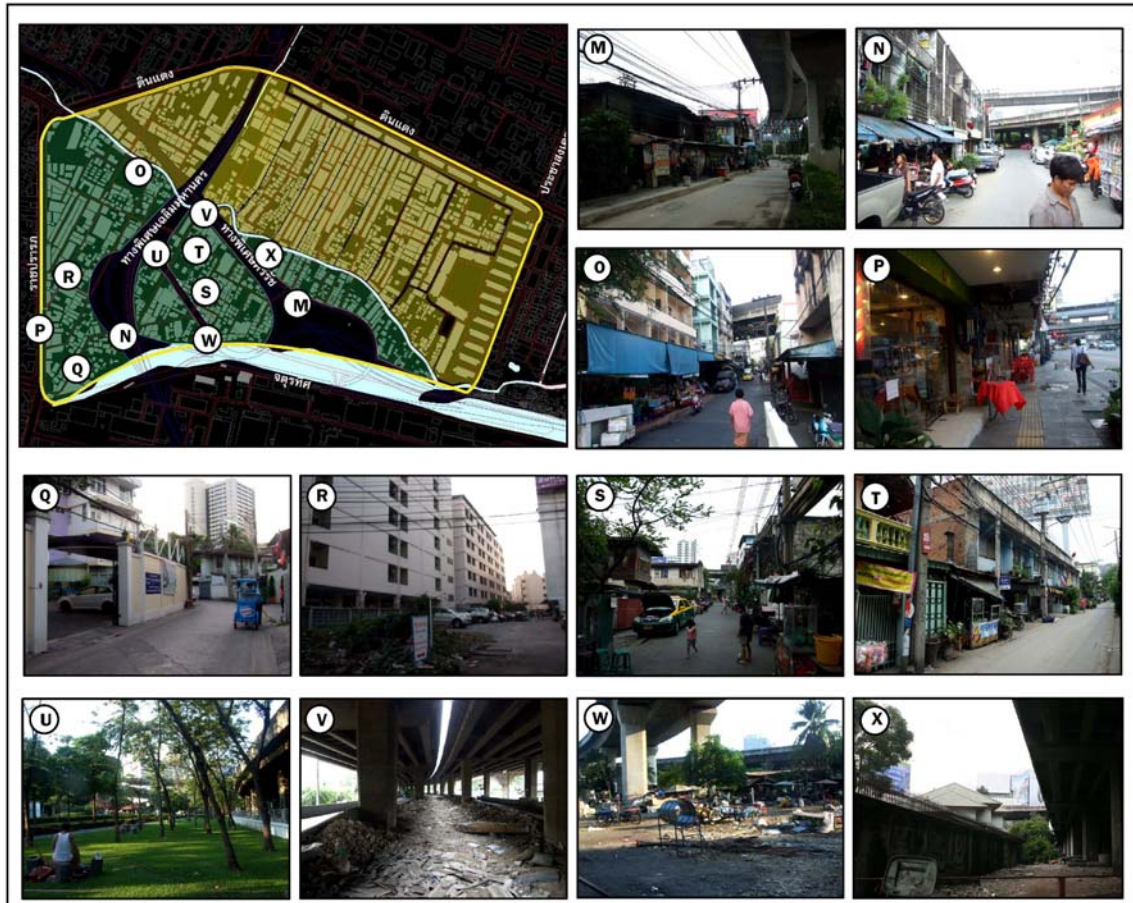 ดินแดง
ดินแดง
ราชปรารภ
ทางพิเศษเฉลิมมหานคร
ทางพิเศษศรีรัช
จตุรทิศ
O
V
U
T
X
R
S
M
P
N
W
Q
M
N
O
P
Q
R
S
T
U
V
W
X